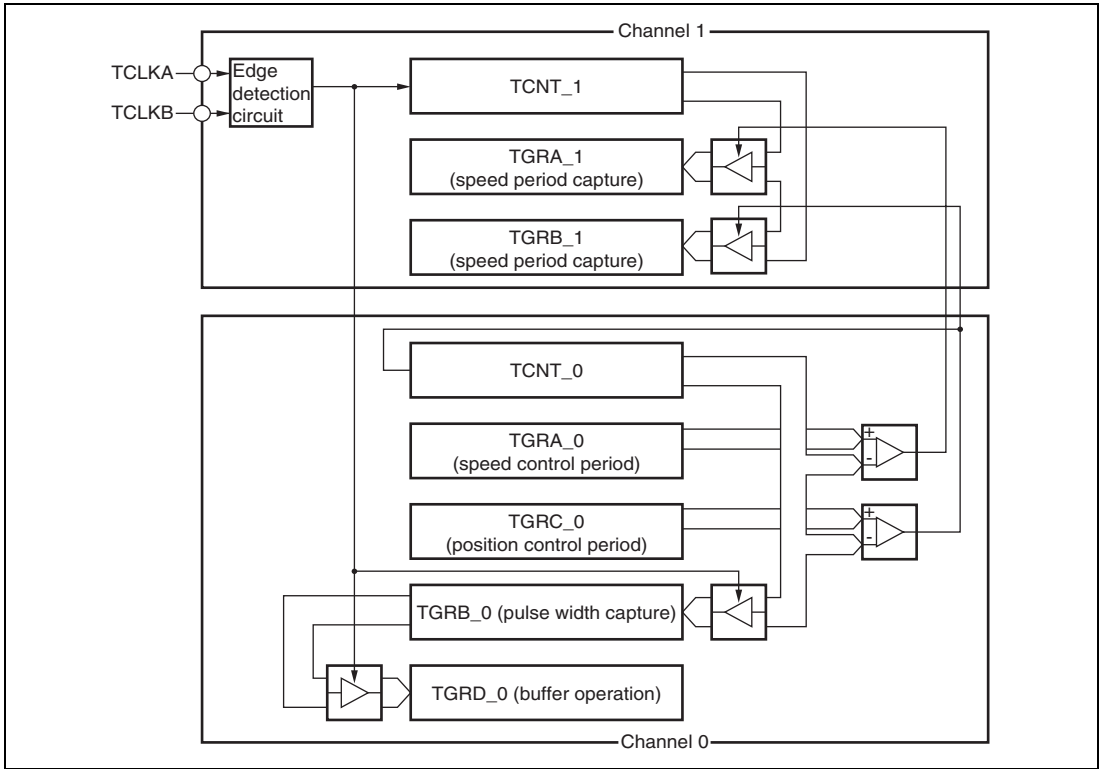 Channel 1
TCLKA
TCLKB
Edge
detection
circuit
TCNT_1
TGRA_1
(speed period capture)
TGRB_1
(speed period capture)
TCNT_0
TGRA_0
(speed control period)
+
-
TGRC_0
(position control period)
+
-
TGRB_0 (pulse width capture)
TGRD_0 (buffer operation)
Channel 0